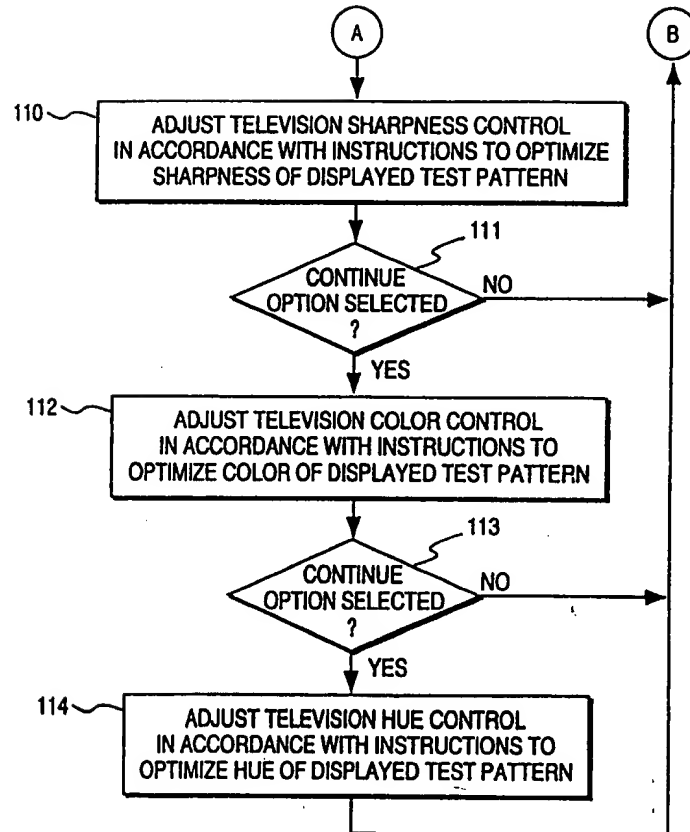 A
B
110
ADJUST TELEVISION SHARPNESS CONTROL
IN ACCORDANCE WITH INSTRUCTIONS TO OPTIMIZE
SHARPNESS OF DISPLAYED TEST PATTERN
111
CONTINUE
OPTION SELECTED
?
NO
YES
112
ADJUST TELEVISION COLOR CONTROL
IN ACCORDANCE WITH INSTRUCTIONS TO
OPTIMIZE COLOR OF DISPLAYED TEST PATTERN
113
CONTINUE
OPTION SELECTED
?
NO
YES
114
ADJUST TELEVISION HUE CONTROL
IN ACCORDANCE WITH INSTRUCTIONS TO
OPTIMIZE HUE OF DISPLAYED TEST PATTERN